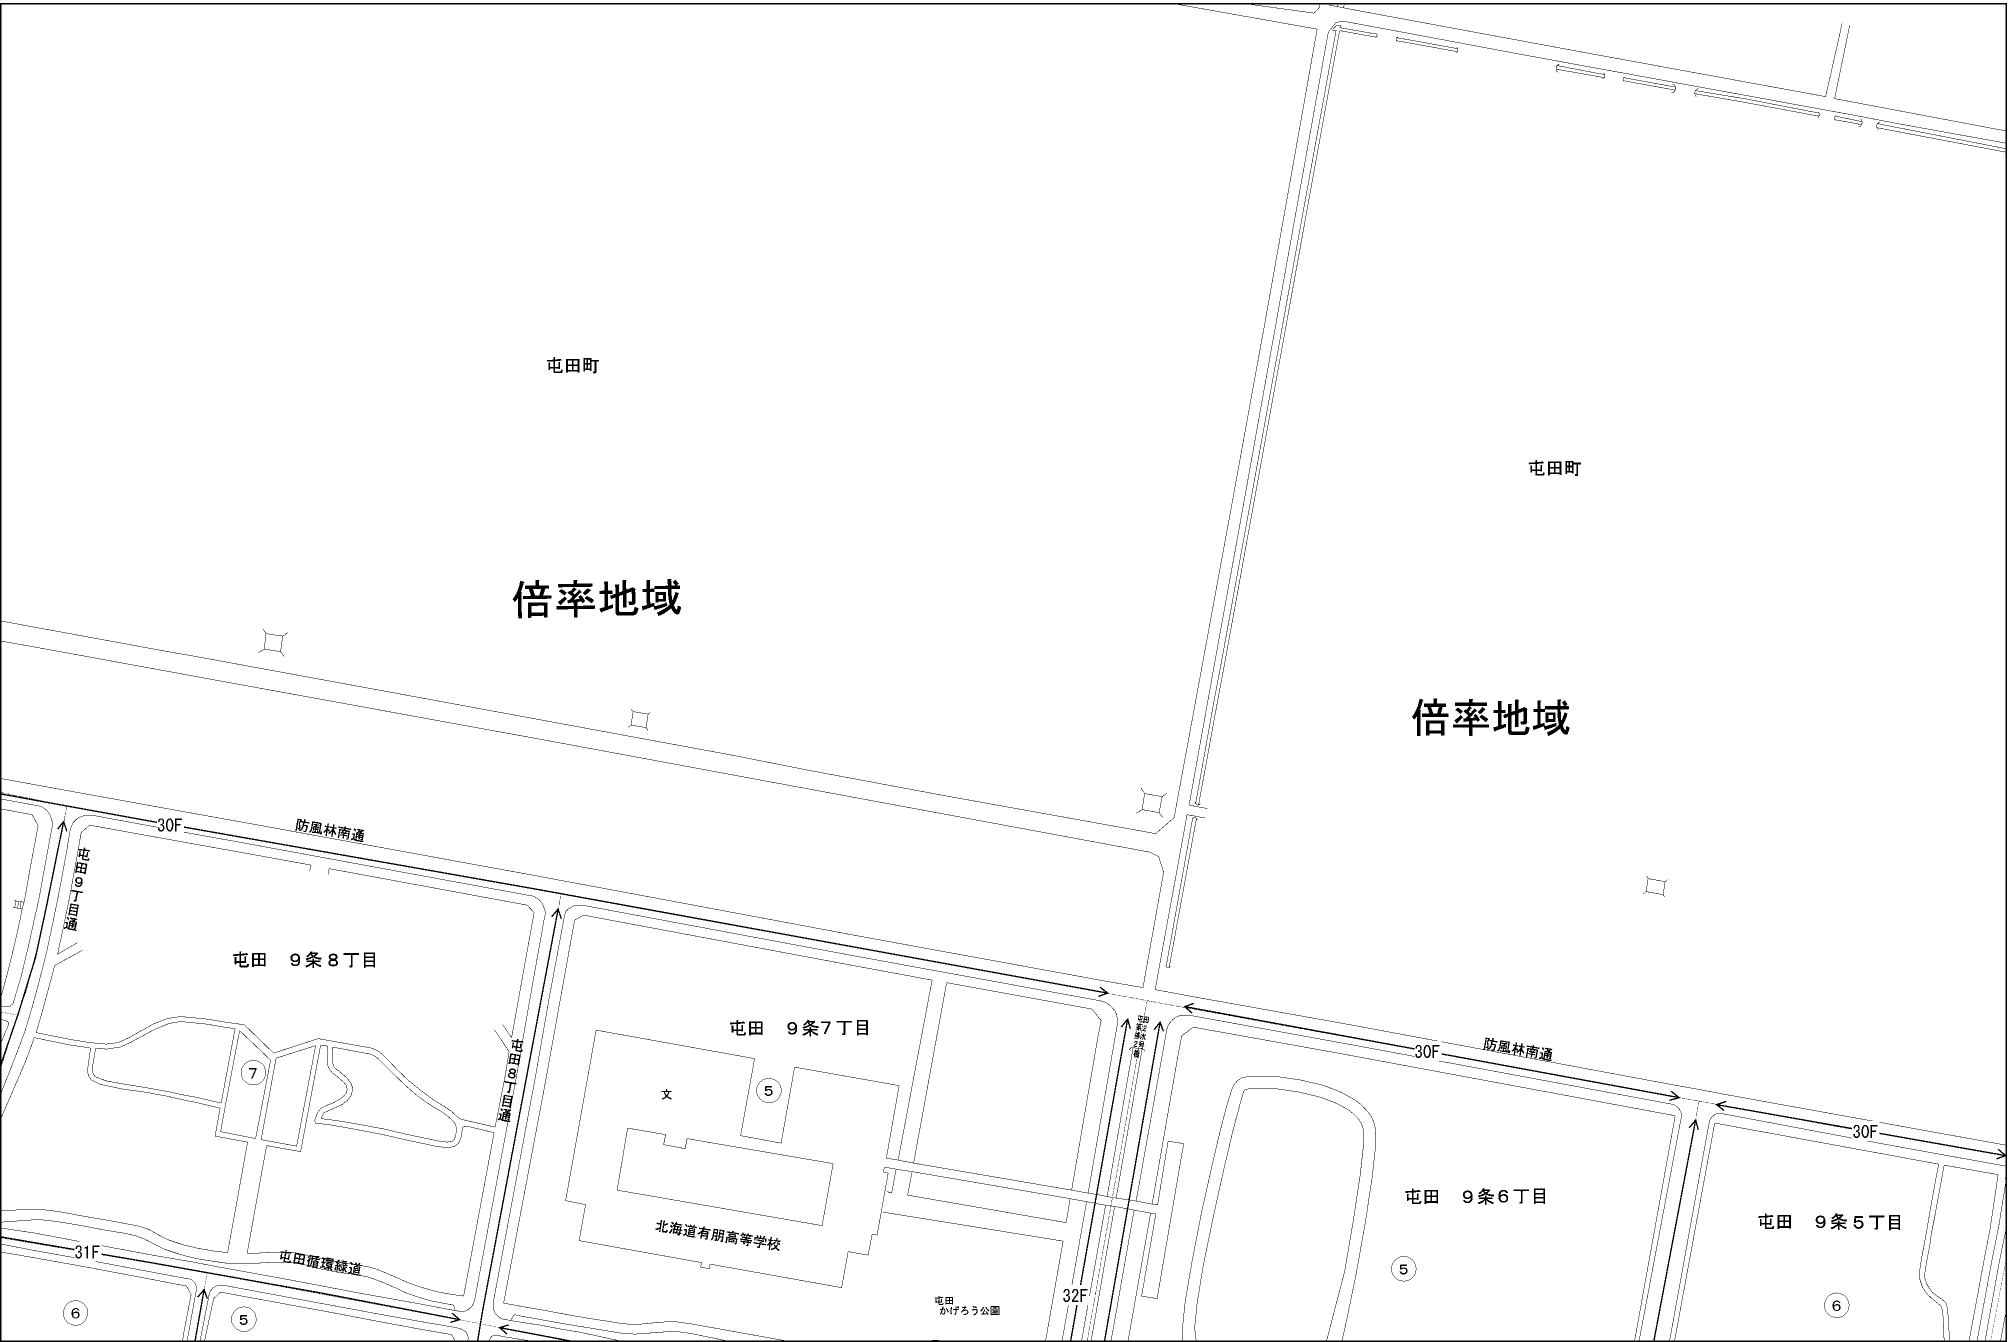 屯田町
屯田町
倍率地域
倍率地域
30F
防風林南通
屯田9丁目通
屯田　9条8丁目
屯田　9条7丁目
30F
防風林南通
屯田8丁目通
7
5
文
30F
屯田　9条6丁目
屯田　9条5丁目
北海道有朋高等学校
31F
屯田循環緑道
5
32F
屯田
かげろう公園
6
5
6